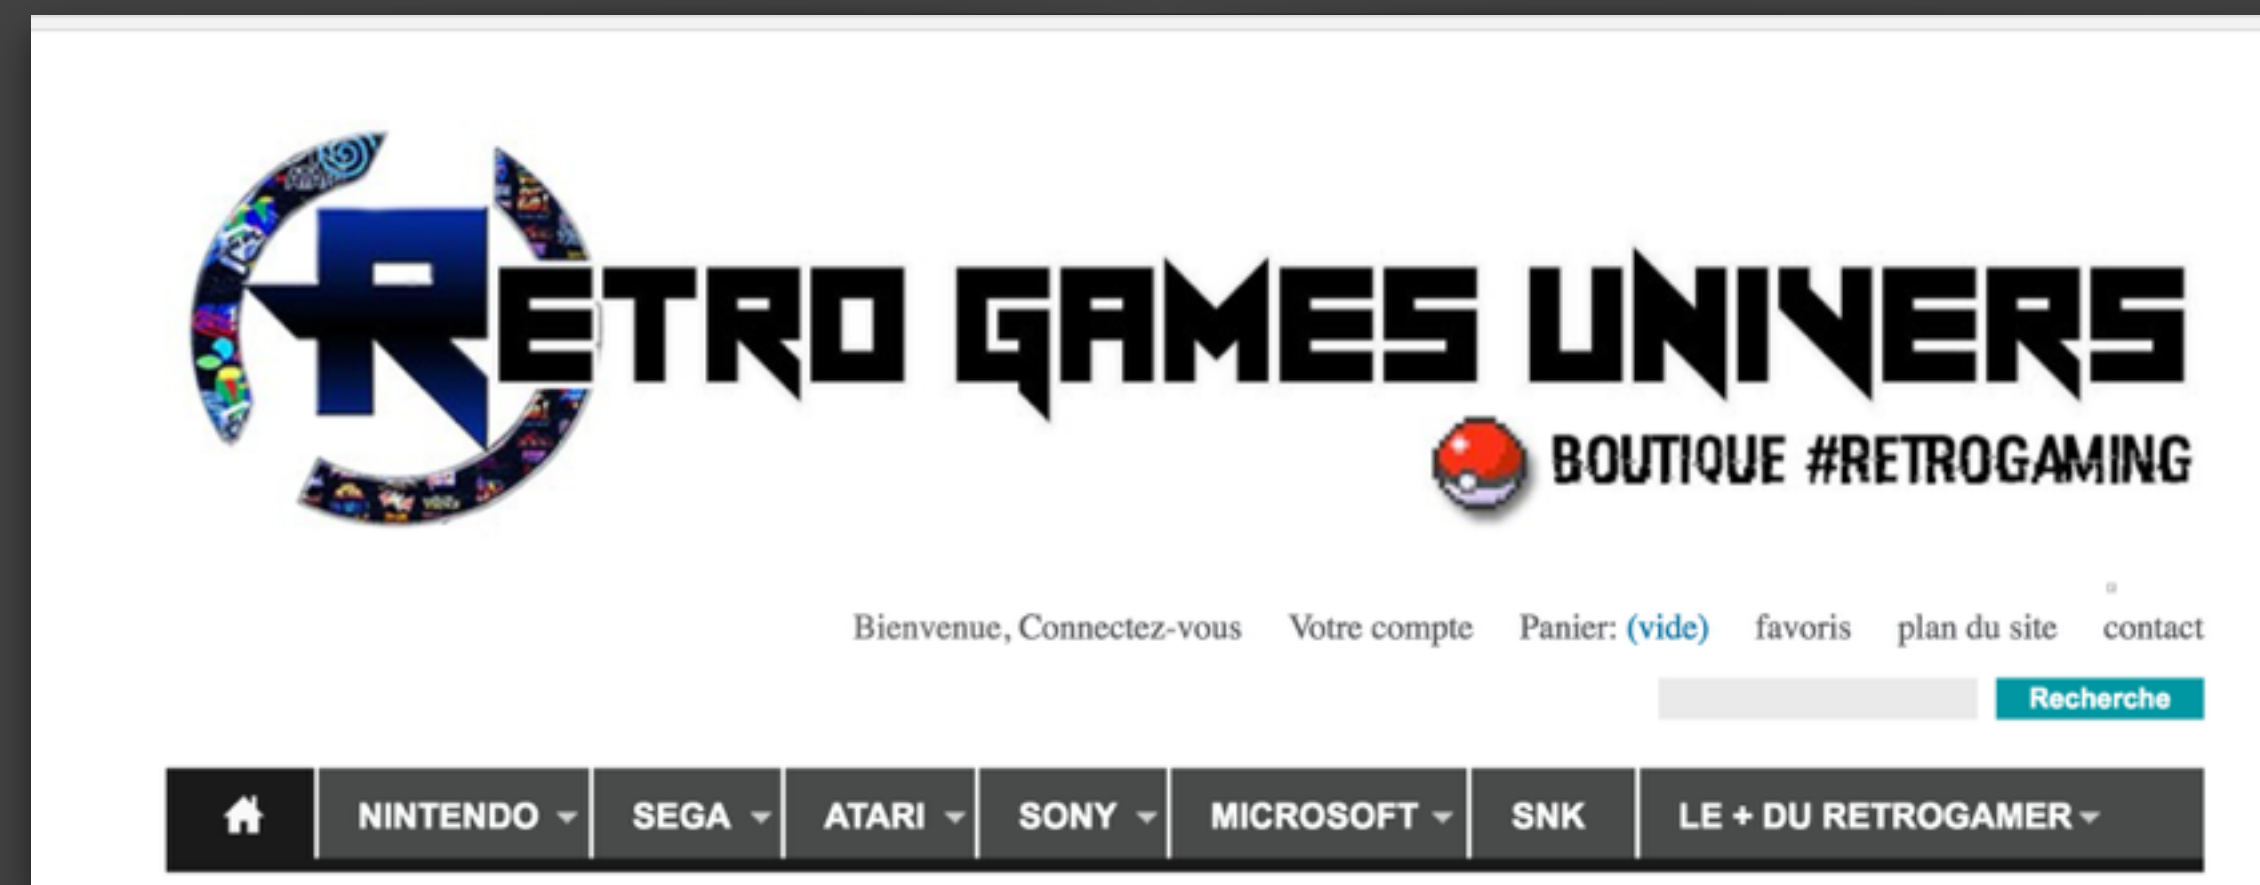 RETRO GAMES UNIVERS
BOUTIQUE #RETROGAMING
Bienvenue, Connectez-vous Votre compte Panier: (vide) favoris plan du site contact
Recherche
NINTENDO SEGA ATARI SONY MICROSOFT SNK LE + DU RETROGAMER